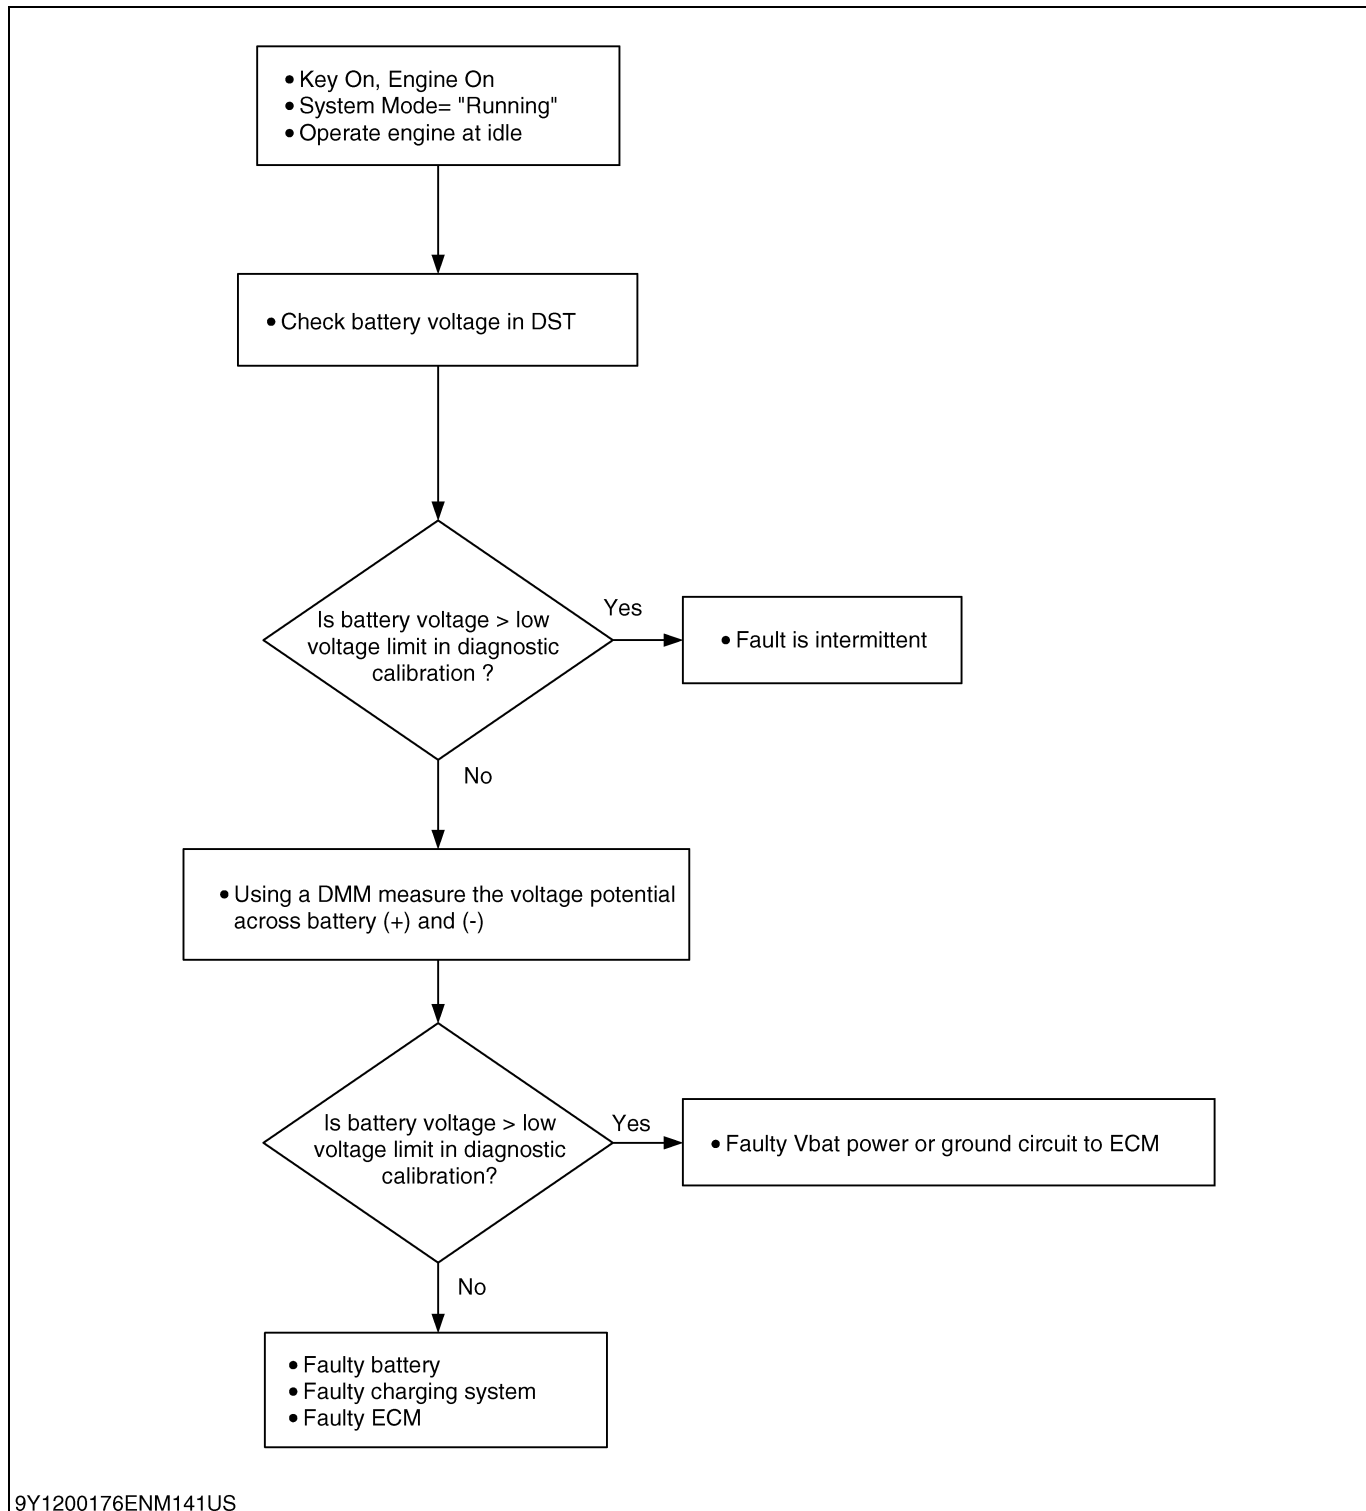 • Key On, Engine On
• System Mode= "Running"
• Operate engine at idle
• Check battery voltage in DST
Is battery voltage > low
voltage limit in diagnostic
calibration ?
Yes
• Fault is intermittent
No
• Using a DMM measure the voltage potential
across battery (+) and (-)
Is battery voltage > low
voltage limit in diagnostic
calibration?
Yes
• Faulty Vbat power or ground circuit to ECM
No
• Faulty battery
• Faulty charging system
• Faulty ECM
9Y1200176ENM141US